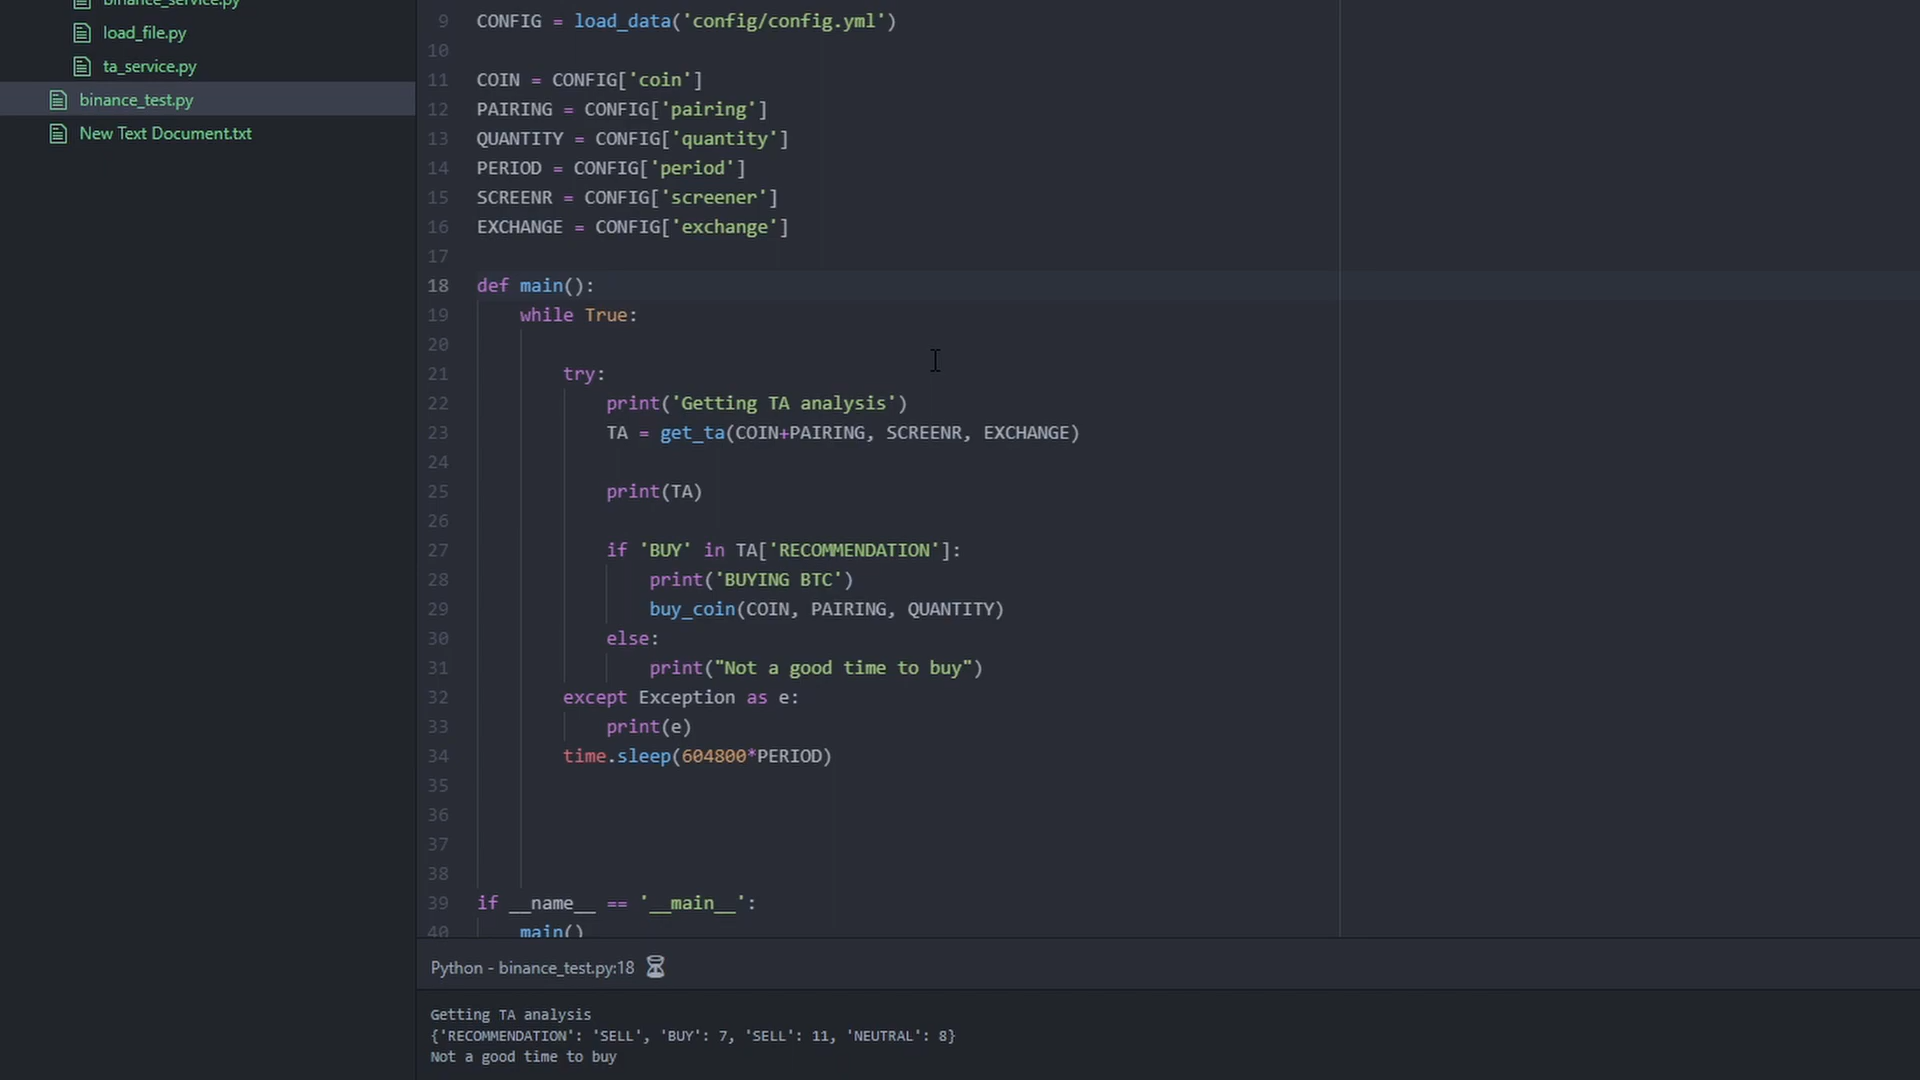 binance_service.py
load_file.py
ta_service.py
binance_test.py
New Text Document.txt
9 CONFIG = load_data('config/config.yml')
10
11 COIN = CONFIG['coin']
12 PAIRING = CONFIG['pairing']
13 QUANTITY = CONFIG['quantity']
14 PERIOD = CONFIG['period']
15 SCREENR = CONFIG['screener']
16 EXCHANGE = CONFIG['exchange']
17
18 def main():
19 while True:
20
21 try:
22 print('Getting TA analysis')
23 TA = get_ta(COIN+PAIRING, SCREENR, EXCHANGE)
24
25 print(TA)
26
27 if 'BUY' in TA['RECOMMENDATION']:
28 print('BUYING BTC')
29 buy_coin(COIN, PAIRING, QUANTITY)
30 else:
31 print("Not a good time to buy")
32 except Exception as e:
33 print(e)
34 time.sleep(604800*PERIOD)
35
36
37
38
39 if __name__ == '__main__':
40 main()
Python - binance_test.py:18
Getting TA analysis
{'RECOMMENDATION': 'SELL', 'BUY': 7, 'SELL': 11, 'NEUTRAL': 8}
Not a good time to buy